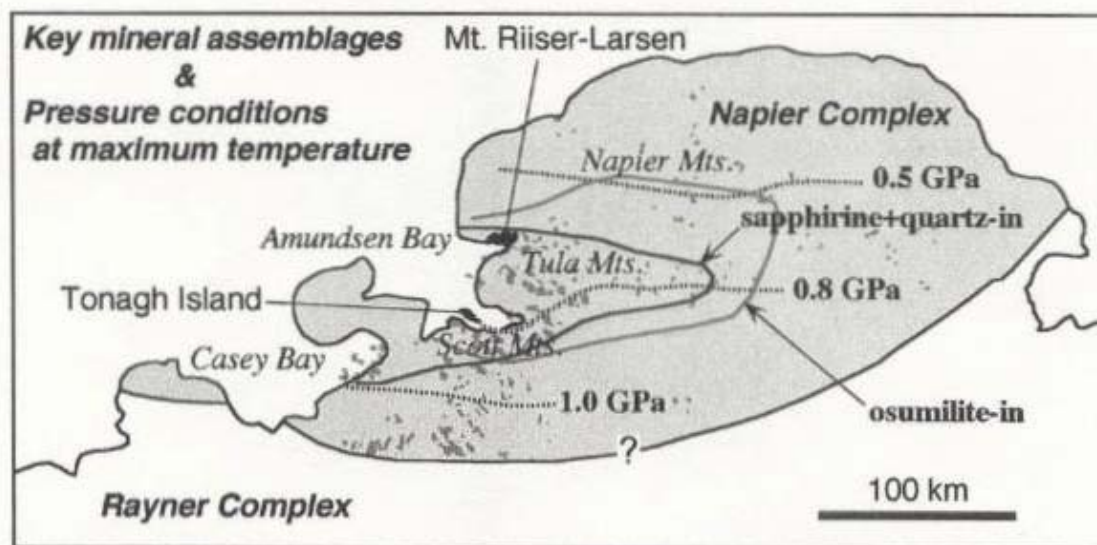 Key mineral assemblages
&
Pressure conditions
at maximum temperature
Mt. Riiser-Larsen
Napier Complex
Napier Mts.
0.5 GPa
sapphirine+quartz-in
Amundsen Bay
Tula Mts.
Tonagh Island
0.8 GPa
Scott Mts.
Casey Bay
1.0 GPa
osumilite-in
?
Rayner Complex
100 km